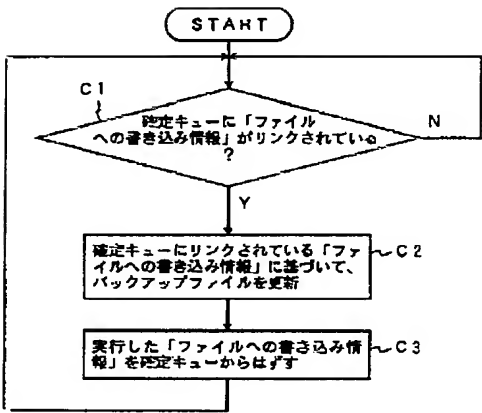 START
C1
確定キューに「ファイル
への書き込み情報」がリンクされている
?
N
Y
確定キューにリンクされている「ファ
イルへの書き込み情報」に基づいて、
バックアップファイルを更新
C2
実行した「ファイルへの書き込み情
報」を確定キューからはずす
C3